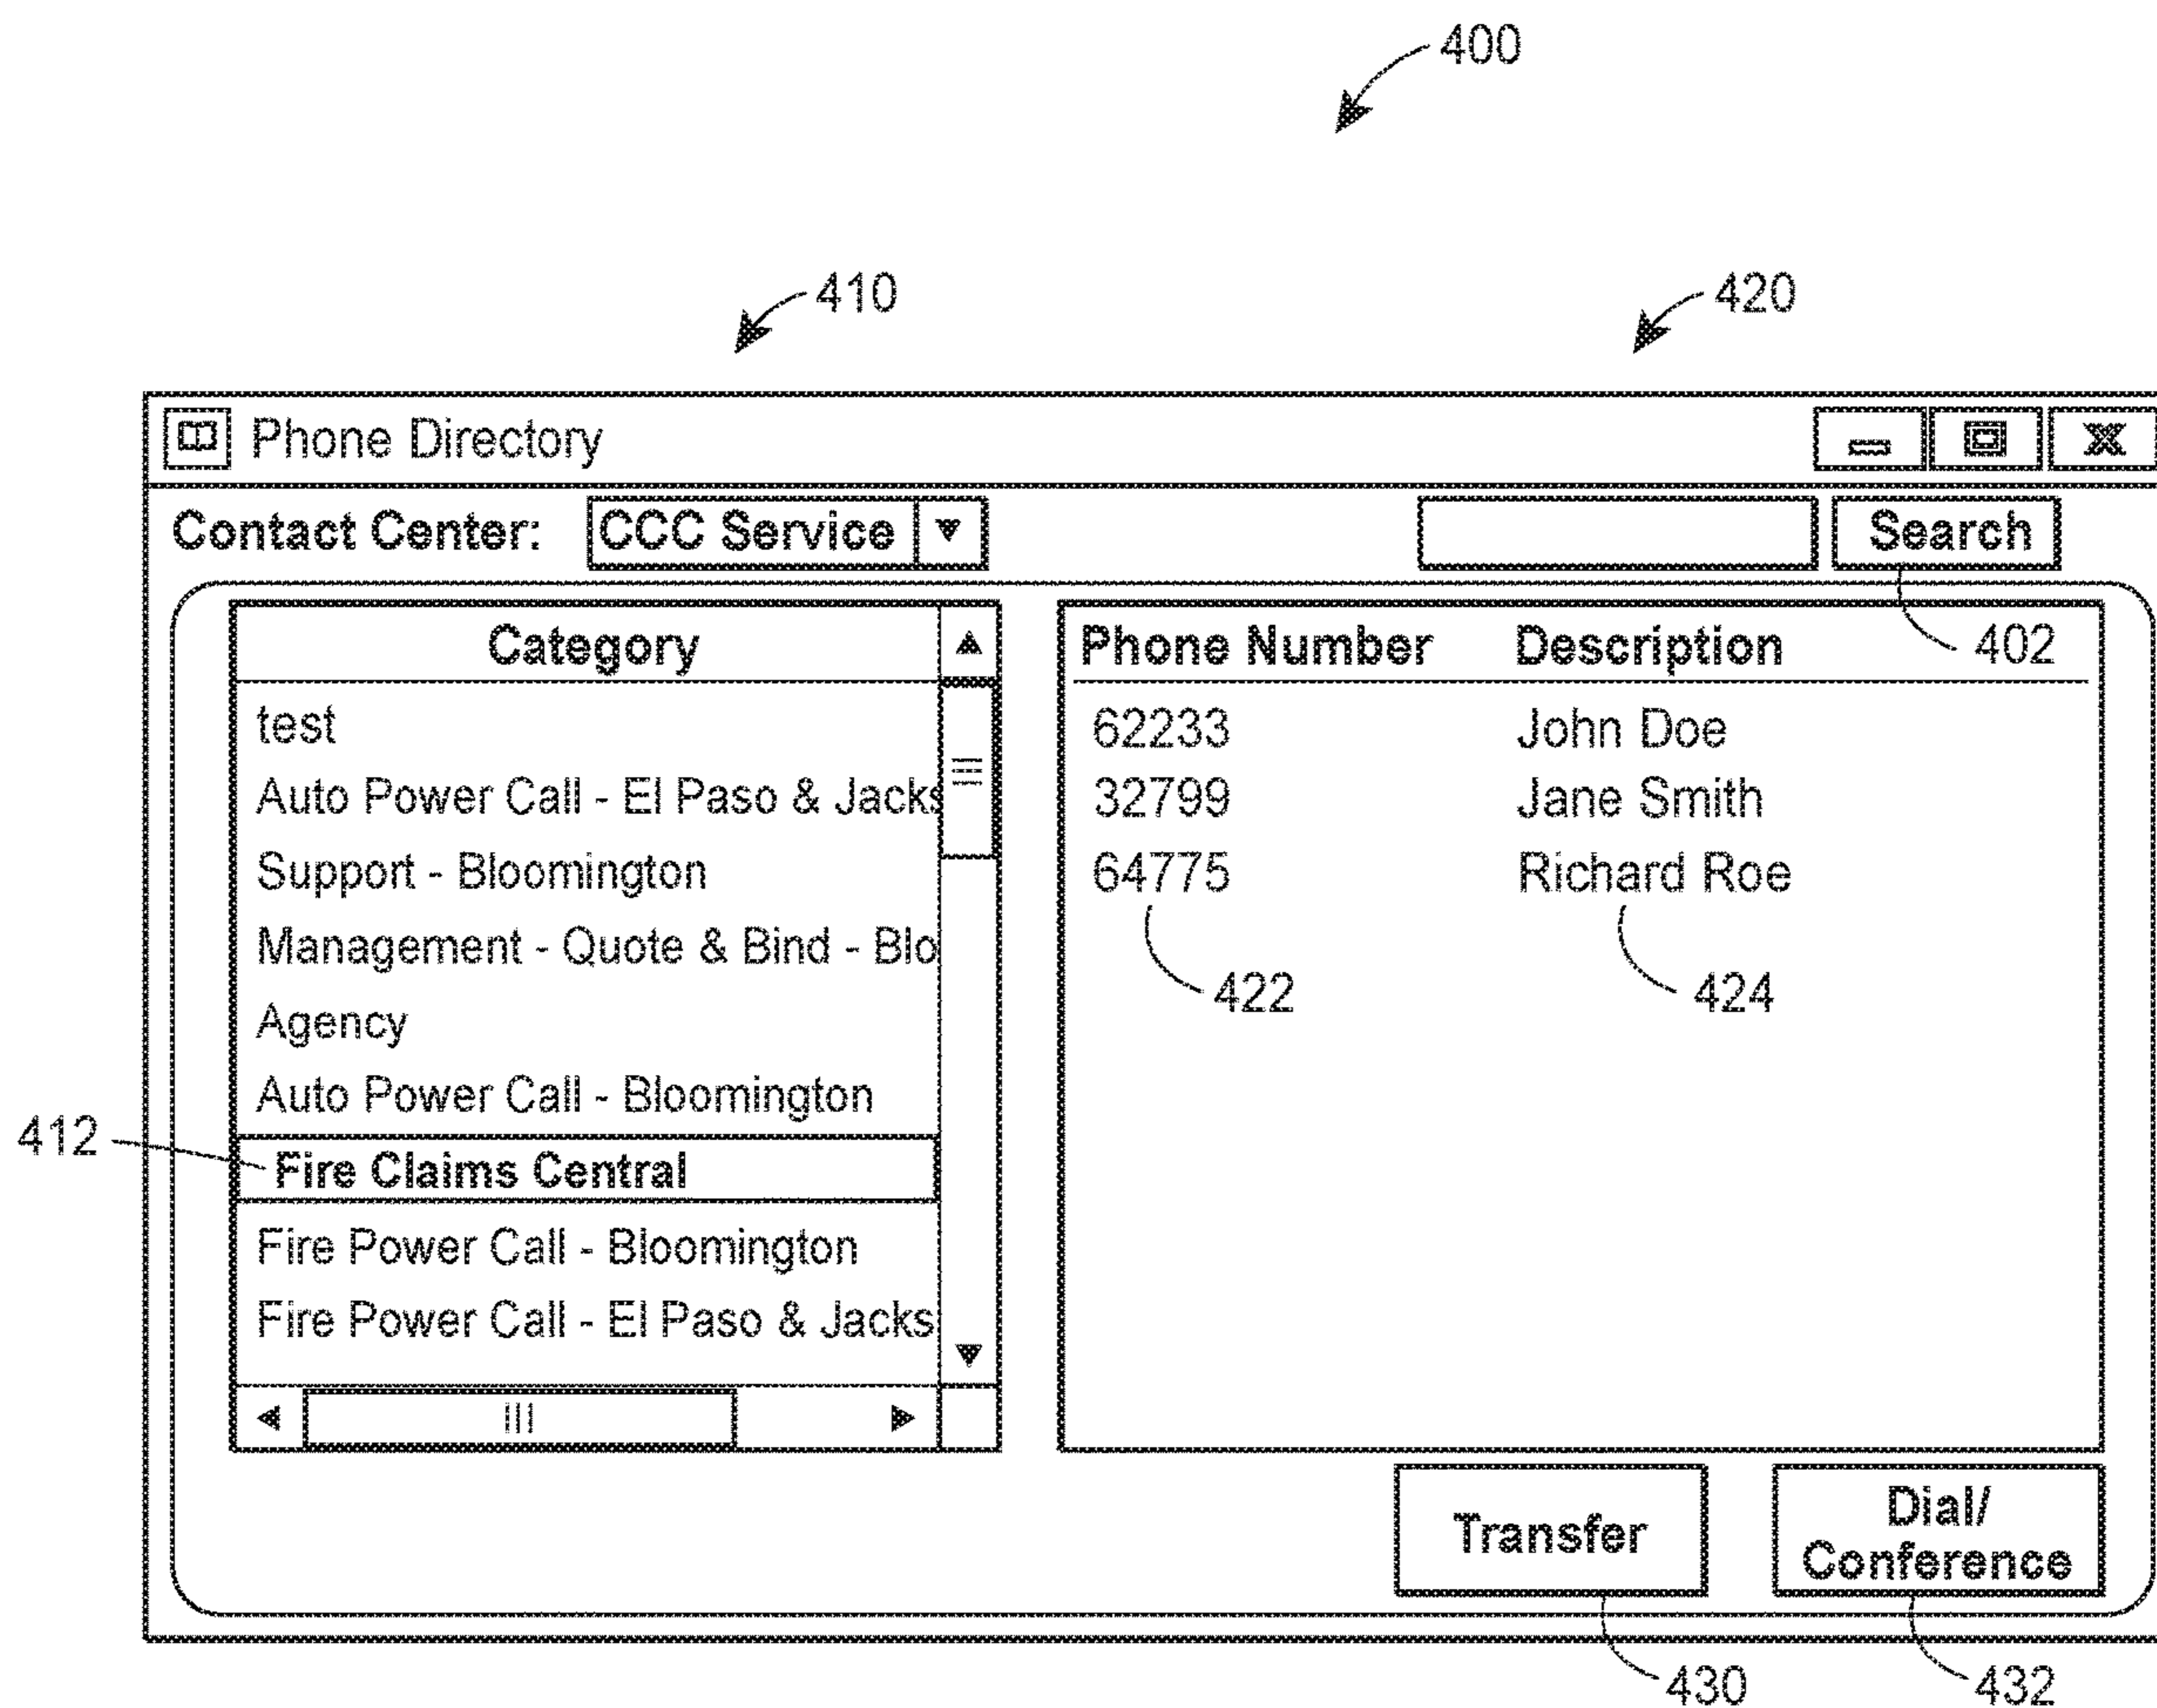 400
410
420
Phone Directory
Contact Center: CCC Service Search
402
Category
test
Auto Power Call - El Paso & Jacks
Support - Bloomington
Management - Quote & Bind - Blo
Agency
Auto Power Call - Bloomington
412
Fire Claims Central
Fire Power Call - Bloomington
Fire Power Call - El Paso & Jacks
Phone Number Description
62233 John Doe
32799 Jane Smith
64775 Richard Roe
422 424
Transfer
Dial/
Conference
430 432